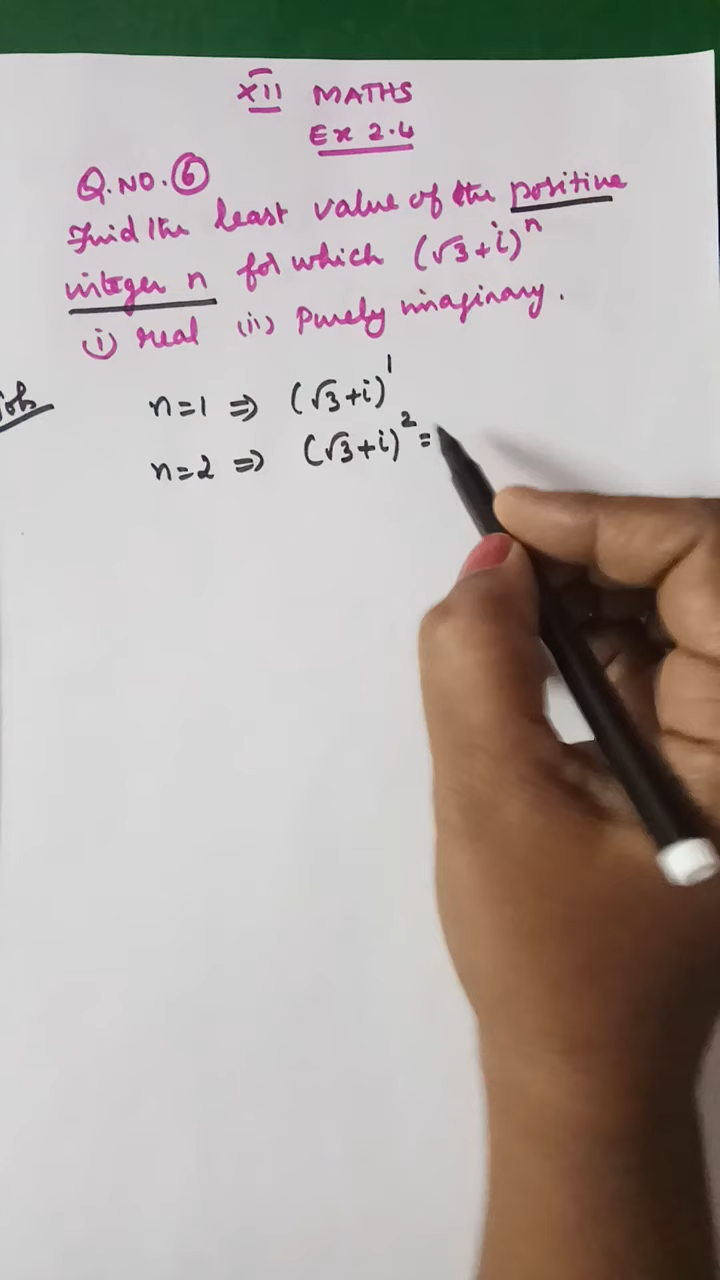 XII MATHS
Ex 2.4
Q.NO. 6
Find the least value of the positive
integer n for which (√3+i)ⁿ
(i) real (ii) purely imaginary.
n=1 ⇒ (√3+i)¹
n=2 ⇒ (√3+i)² =